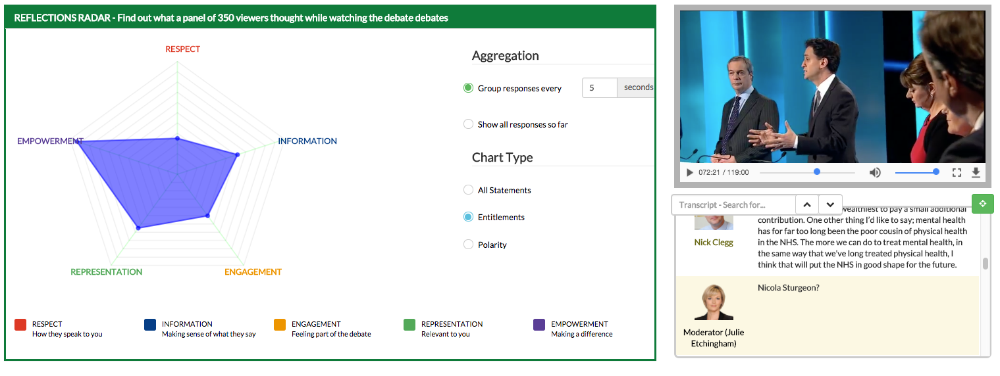 REFLECTIONS RADAR - Find out what a panel of 350 viewers thought while watching the debate debates
RESPECT
EMPOWERMENT
INFORMATION
REPRESENTATION
ENGAGEMENT
Aggregation
Group responses every
5
seconds
Show all responses so far
Chart Type
All Statements
Entitlements
Polarity
RESPECT
How they speak to you
INFORMATION
Making sense of what they say
ENGAGEMENT
Feeling part of the debate
REPRESENTATION
Relevant to you
EMPOWERMENT
Making a difference
072:21 / 119:00
Transcript - Search for...
wealthiest to pay a small additional
contribution. One other thing I'd like to say; mental health
has for far too long been the poor cousin of physical health
in the NHS. The more we can do to treat mental health, in
the same way that we've long treated physical health, I
think that will put the NHS in good shape for the future.
Nick Clegg
Nicola Sturgeon?
Moderator (Julie
Etchingham)